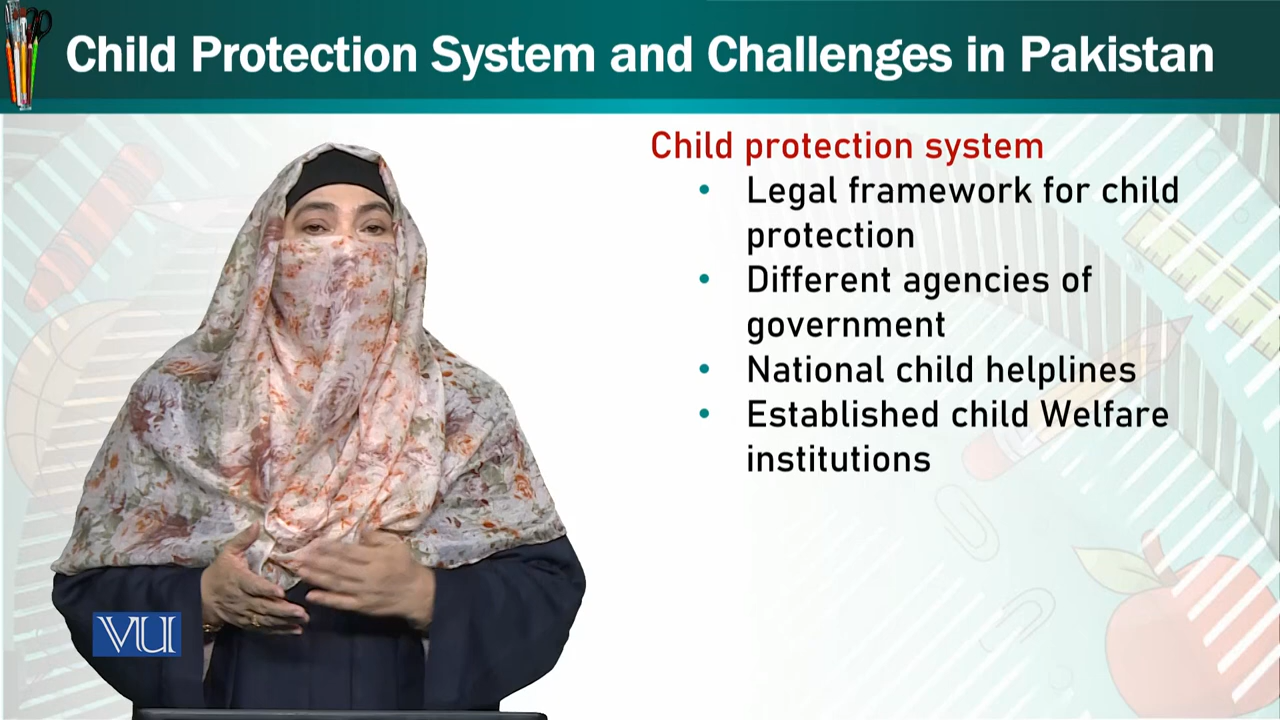 Child Protection System and Challenges in Pakistan
Child protection system
• Legal framework for child
protection
• Different agencies of
government
• National child helplines
• Established child Welfare
institutions
VU